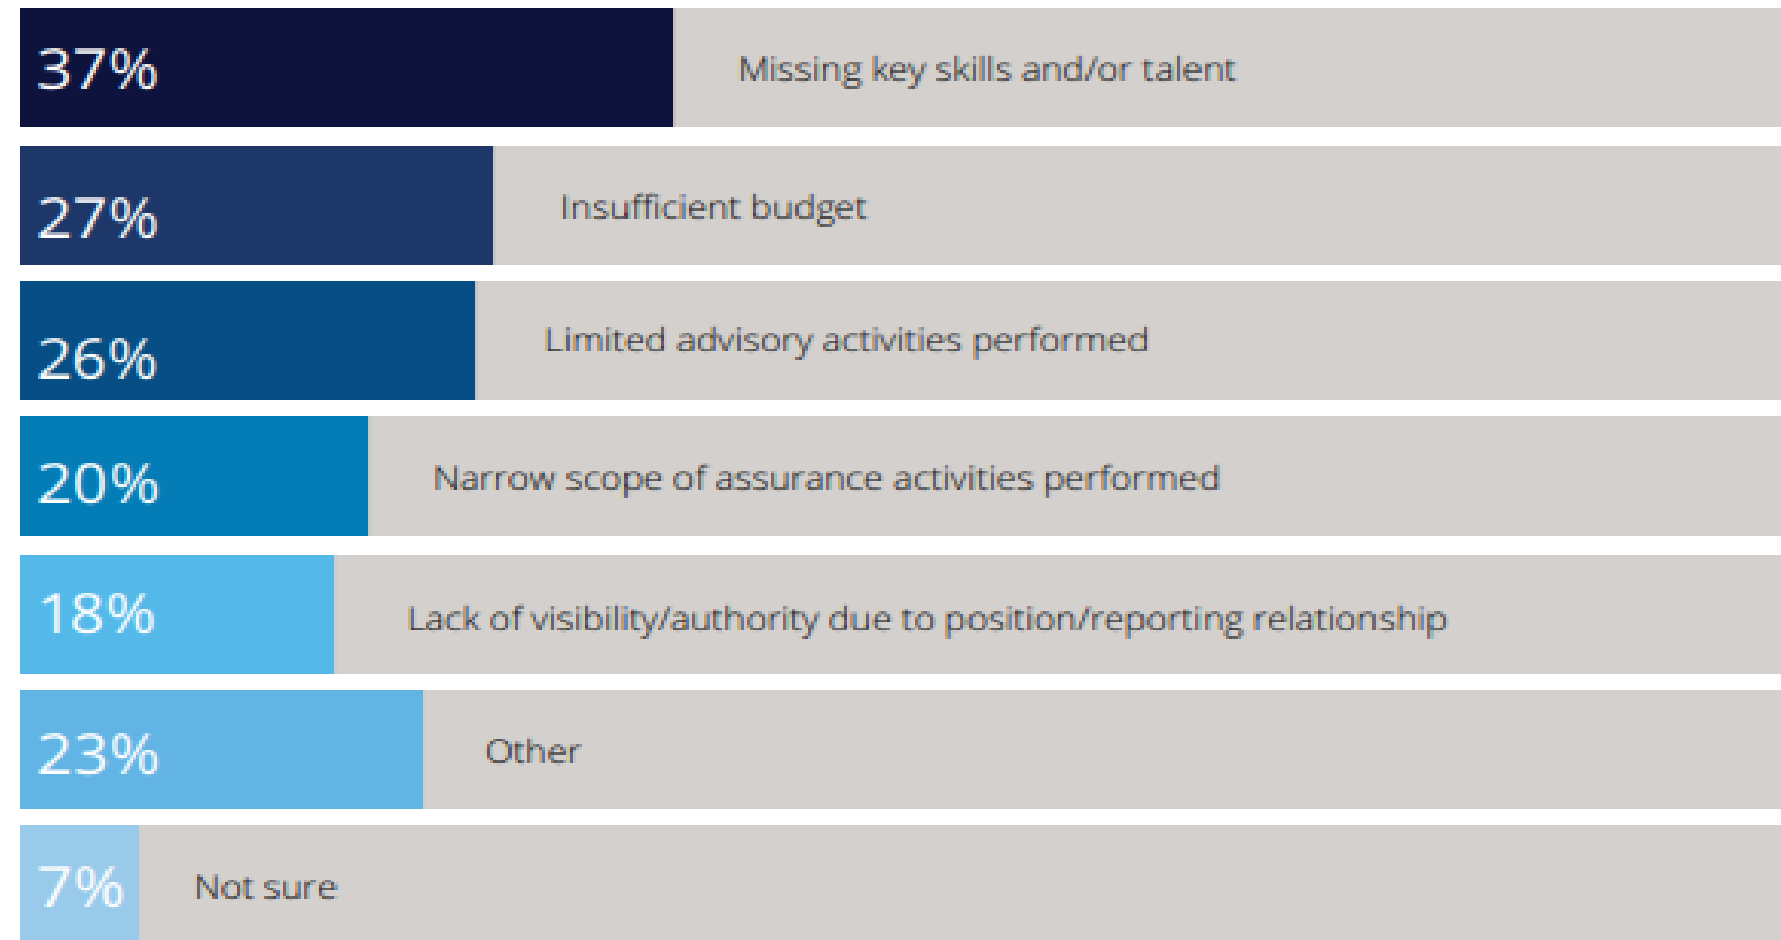 37% Missing key skills and/or talent
27% Insufficient budget
26% Limited advisory activities performed
20% Narrow scope of assurance activities performed
18% Lack of visibility/authority due to position/reporting relationship
23% Other
7% Not sure